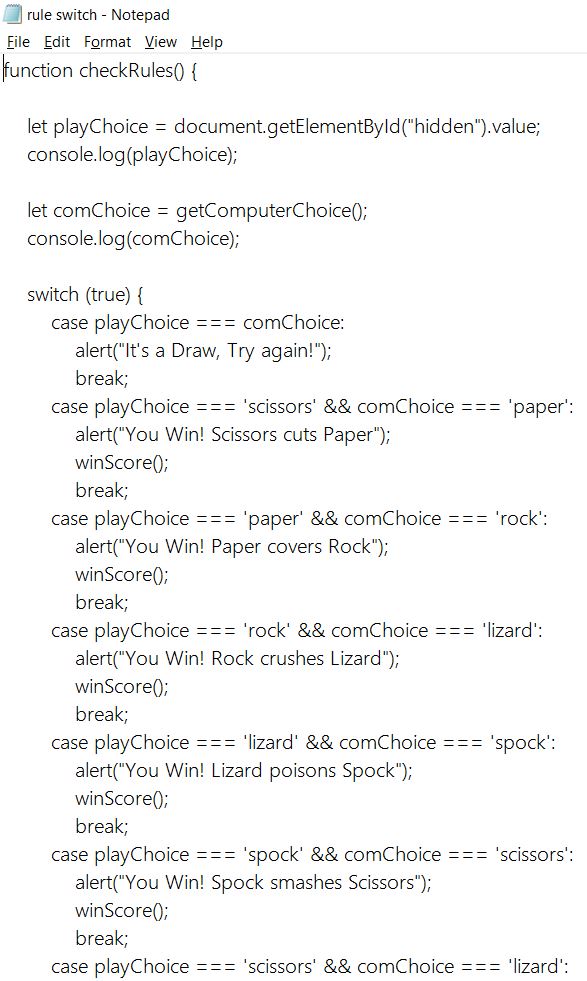 rule switch - Notepad
File Edit Format View Help
function checkRules() {
let playChoice = document.getElementById("hidden").value;
console.log(playChoice);
let comChoice = getComputerChoice();
console.log(comChoice);
switch (true) {
case playChoice === comChoice:
alert("It's a Draw, Try again!");
break;
case playChoice === 'scissors' && comChoice === 'paper':
alert("You Win! Scissors cuts Paper");
winScore();
break;
case playChoice === 'paper' && comChoice === 'rock':
alert("You Win! Paper covers Rock");
winScore();
break;
case playChoice === 'rock' && comChoice === 'lizard':
alert("You Win! Rock crushes Lizard");
winScore();
break;
case playChoice === 'lizard' && comChoice === 'spock':
alert("You Win! Lizard poisons Spock");
winScore();
break;
case playChoice === 'spock' && comChoice === 'scissors':
alert("You Win! Spock smashes Scissors");
winScore();
break;
case playChoice === 'scissors' && comChoice === 'lizard':